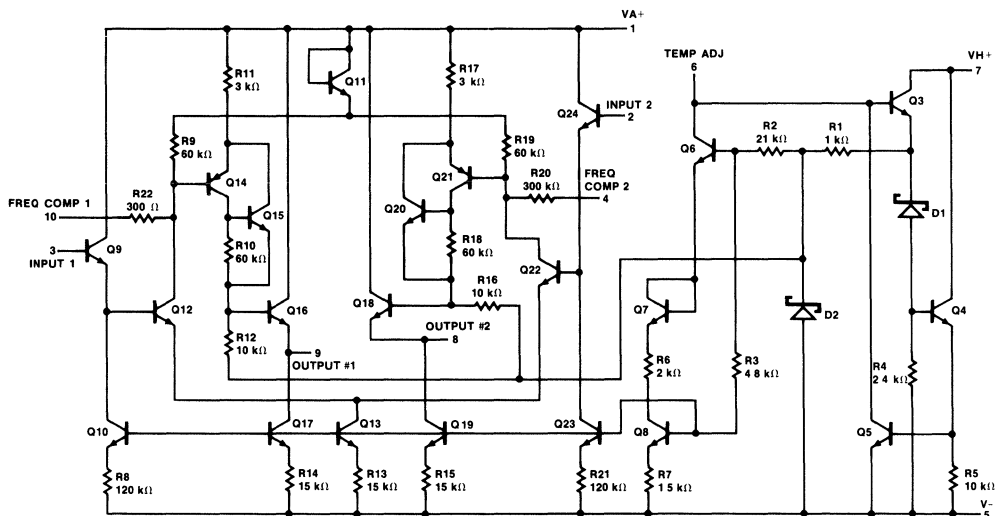 VA+
1
TEMP ADJ
6
VH+
7
R11
3 kΩ
Q11
R17
3 kΩ
Q24
INPUT 2
2
Q3
R9
60 kΩ
R19
60 kΩ
Q6
R2
21 kΩ
R1
1 kΩ
Q14
Q21
R20
300 kΩ
FREQ
COMP 2
4
R22
300 Ω
FREQ COMP 1
10
Q15
Q20
D1
3
INPUT 1
Q9
R10
60 kΩ
R18
60 kΩ
Q22
R16
10 kΩ
Q12
Q16
Q18
Q7
D2
Q4
R12
10 kΩ
OUTPUT #2
8
9
OUTPUT #1
R6
2 kΩ
R3
4 8 kΩ
R4
2 4 kΩ
Q10
Q17
Q13
Q19
Q23
Q8
Q5
R8
120 kΩ
R14
15 kΩ
R13
15 kΩ
R15
15 kΩ
R21
120 kΩ
R7
1 5 kΩ
R5
10 kΩ
V-
5